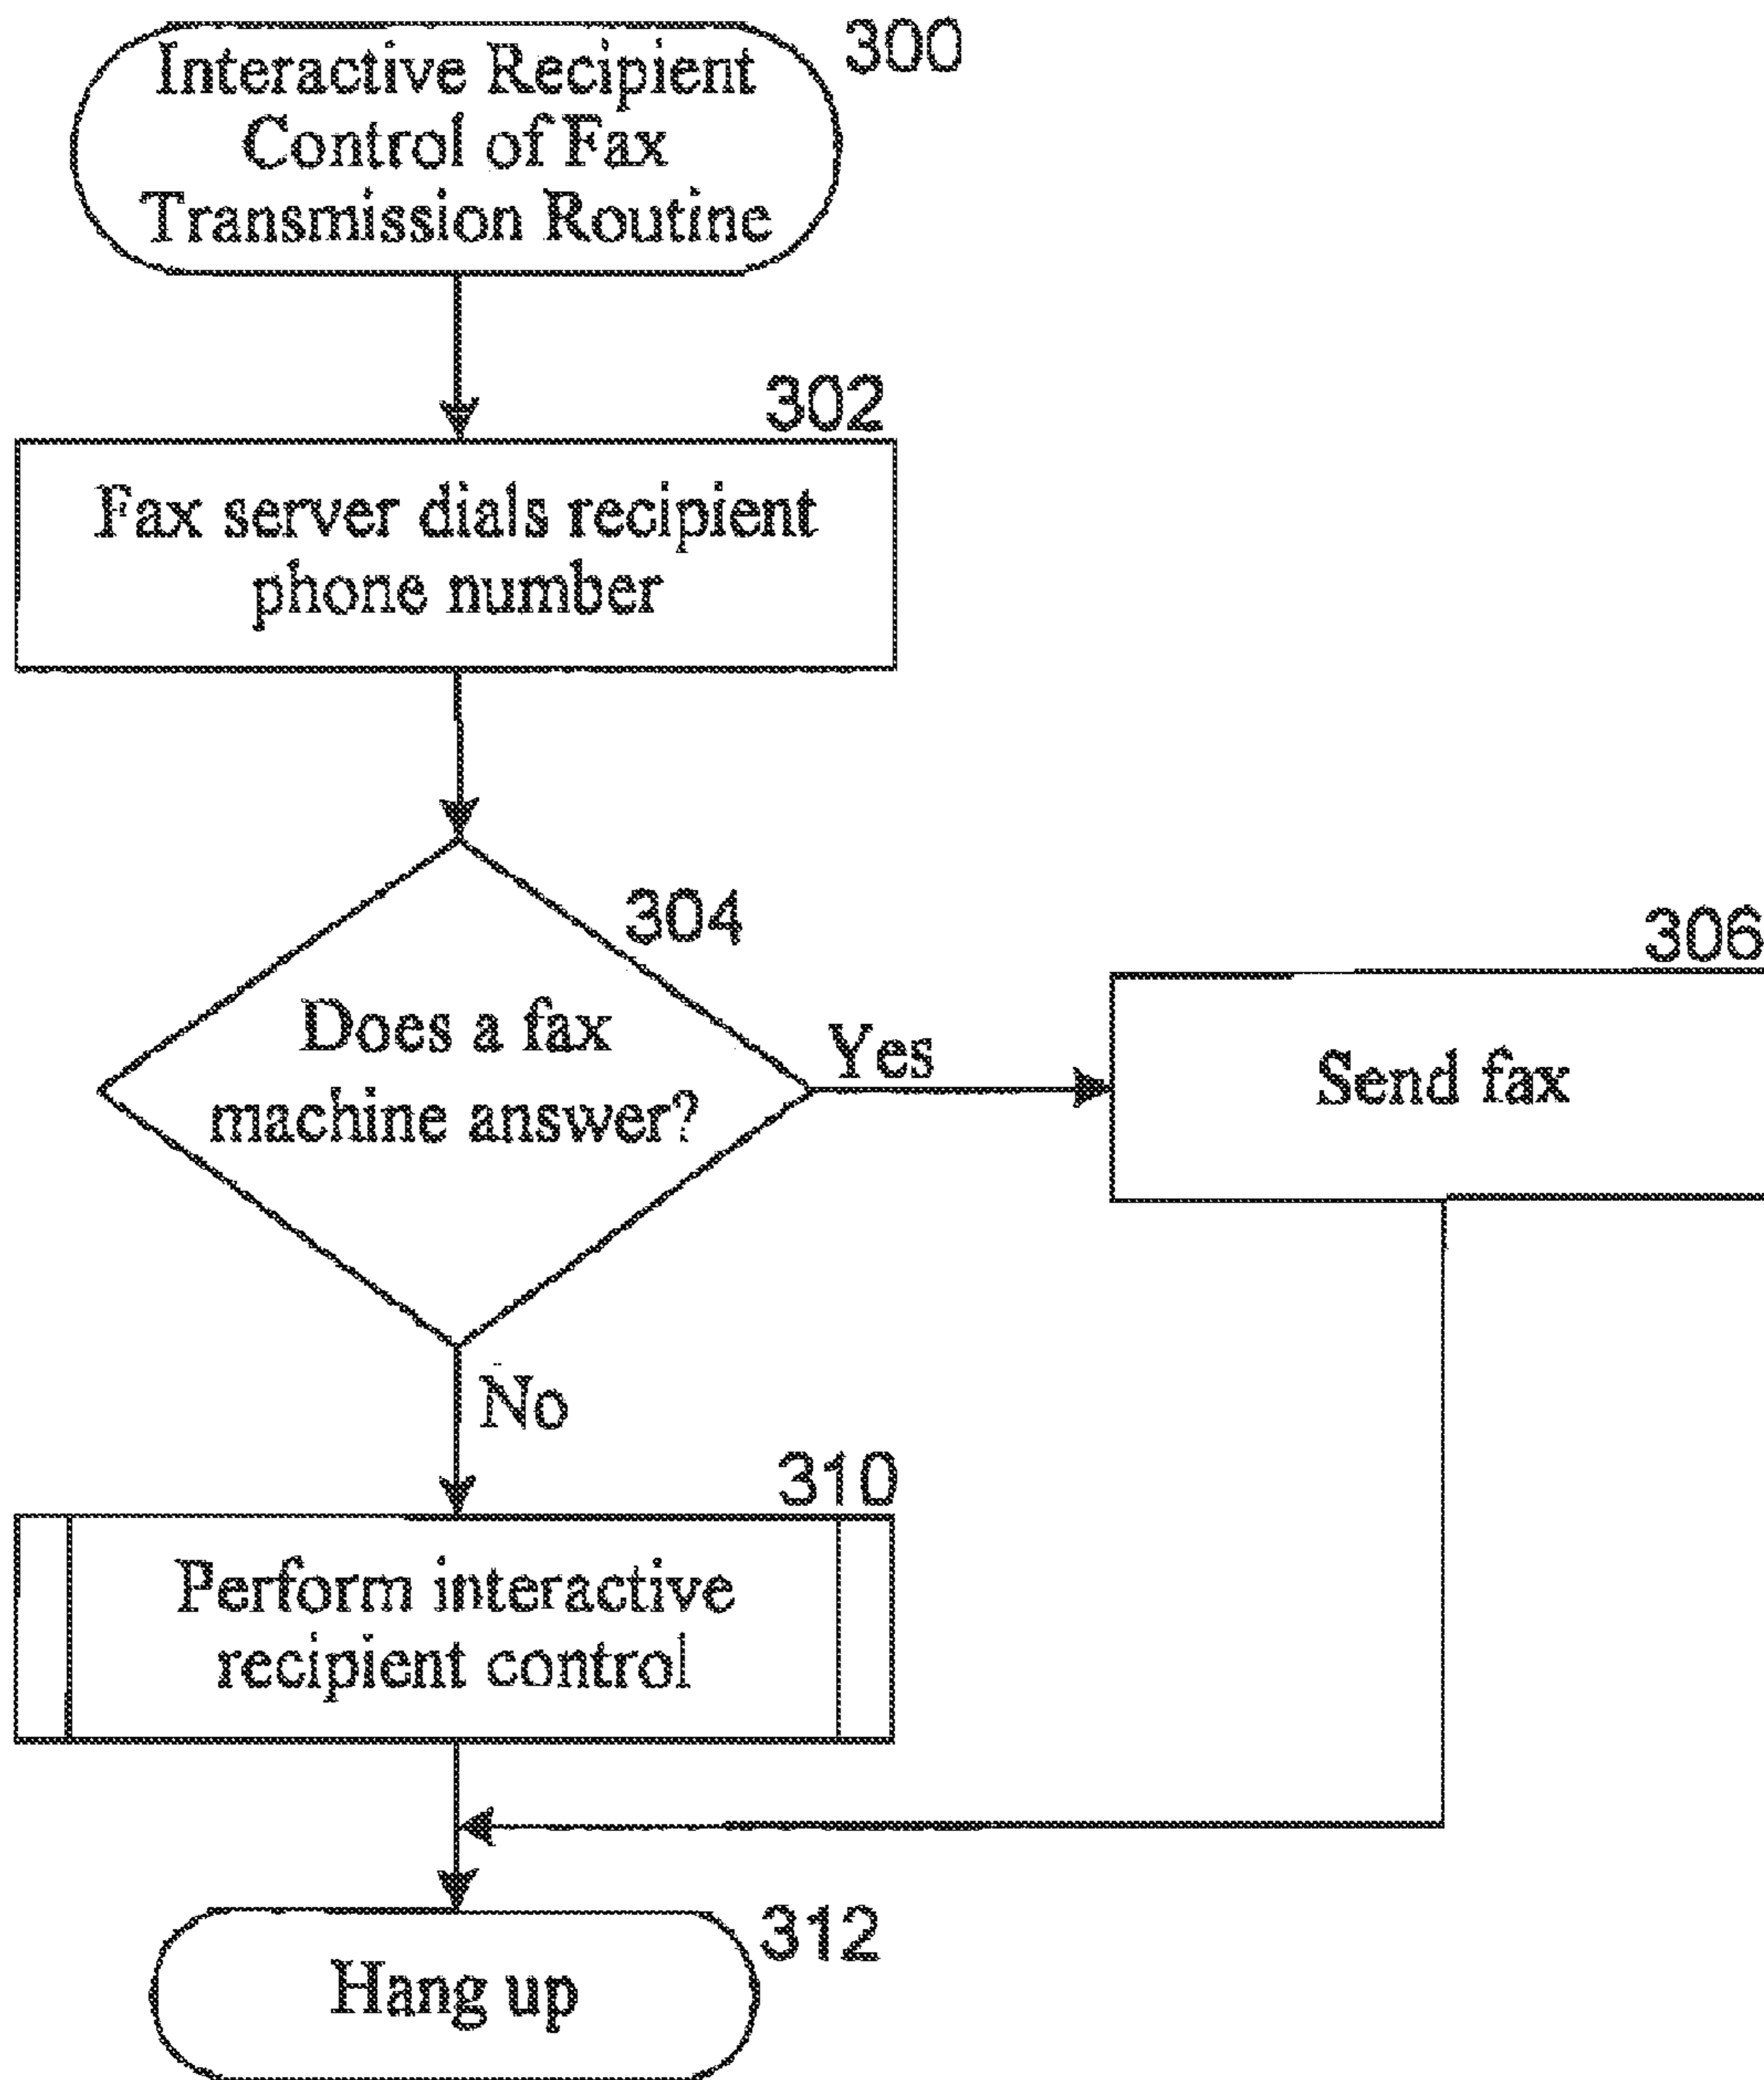 300
Interactive Recipient
Control of Fax
Transmission Routine
302
Fax server dials recipient
phone number
304
Does a fax
machine answer?
Yes
306
Send fax
No
310
Perform interactive
recipient control
312
Hang up